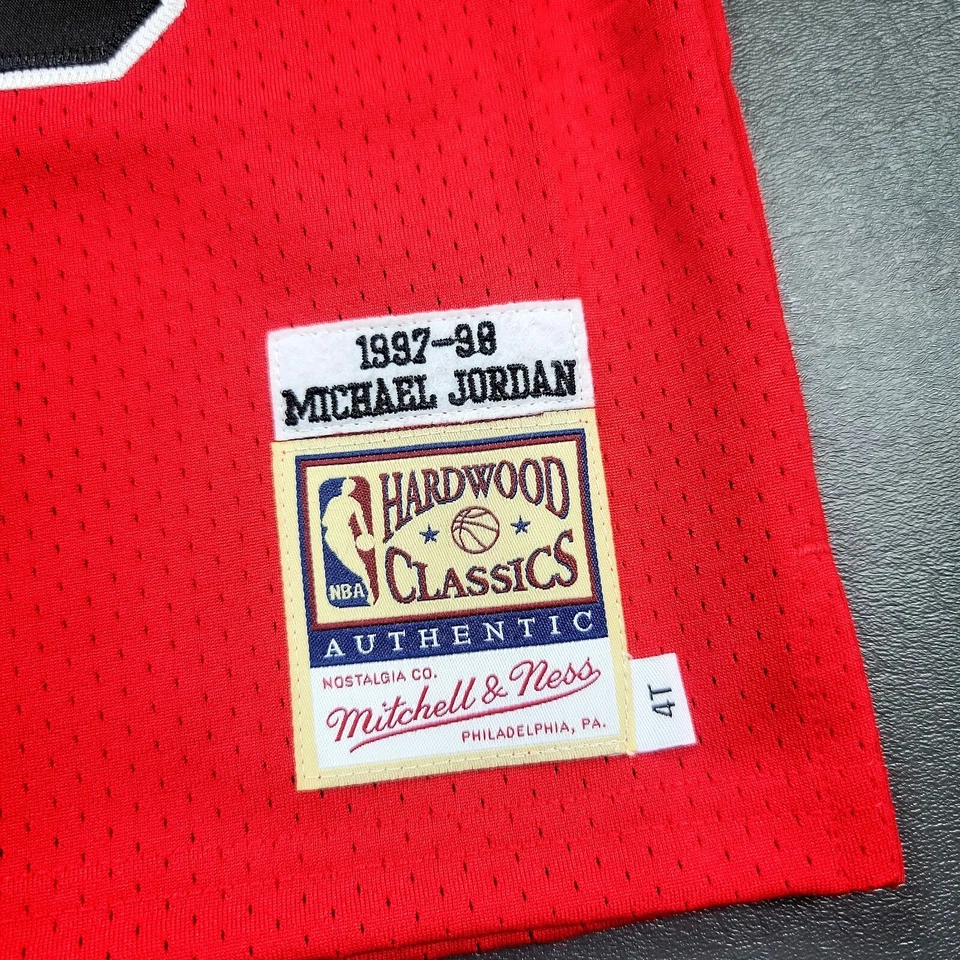 1997-98
MICHAEL JORDAN
HARDWOOD
CLASSICS
NBA
AUTHENTIC
NOSTALGIA CO.
Mitchell & Ness
PHILADELPHIA, PA.
4T